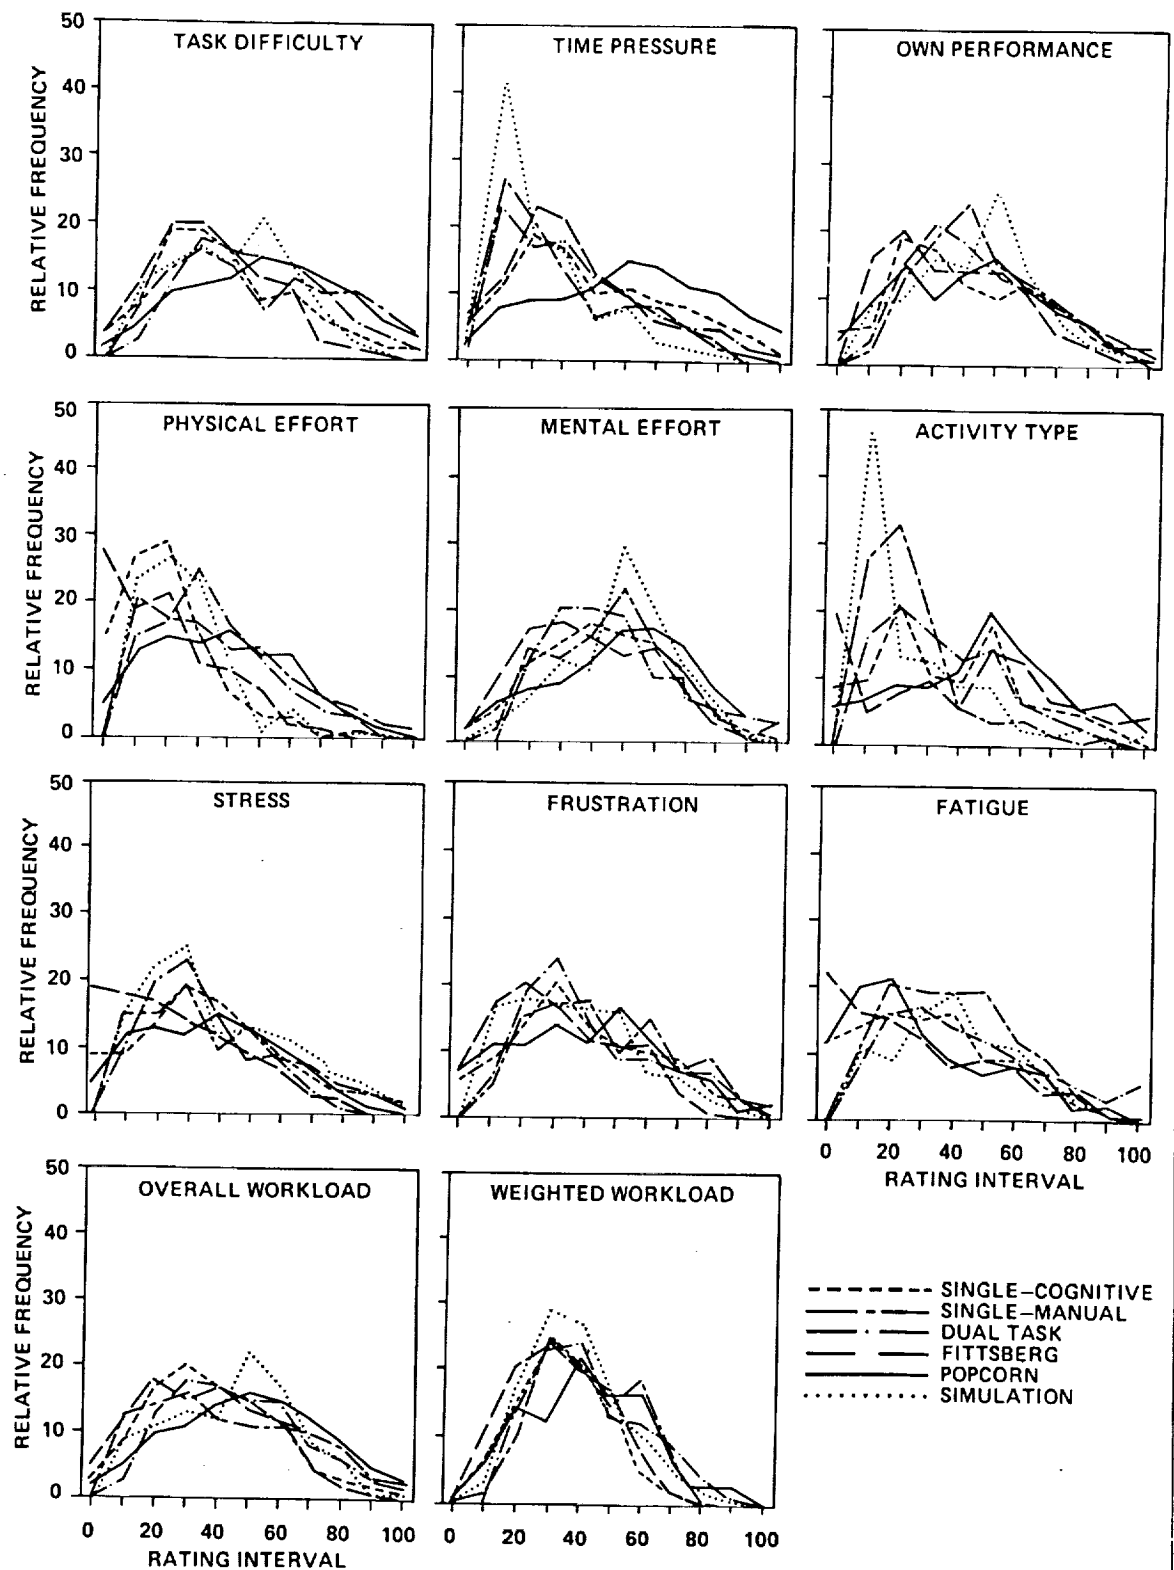 TASK DIFFICULTY
TIME PRESSURE
OWN PERFORMANCE
RELATIVE FREQUENCY
50
40
30
20
10
0
PHYSICAL EFFORT
MENTAL EFFORT
ACTIVITY TYPE
RELATIVE FREQUENCY
50
40
30
20
10
0
STRESS
FRUSTRATION
FATIGUE
RELATIVE FREQUENCY
50
40
30
20
10
0
0 20 40 60 80 100
RATING INTERVAL
OVERALL WORKLOAD
WEIGHTED WORKLOAD
RELATIVE FREQUENCY
50
40
30
20
10
0
0 20 40 60 80 100
RATING INTERVAL
0 20 40 60 80 100
SINGLE–COGNITIVE
SINGLE–MANUAL
DUAL TASK
FITTSBERG
POPCORN
SIMULATION